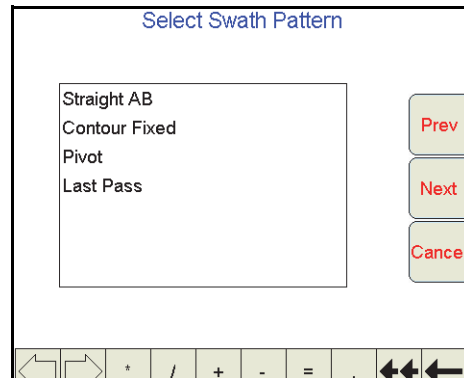 Select Swath Pattern
Straight AB
Contour Fixed
Pivot
Last Pass
Prev
Next
Cance
* / + - = .